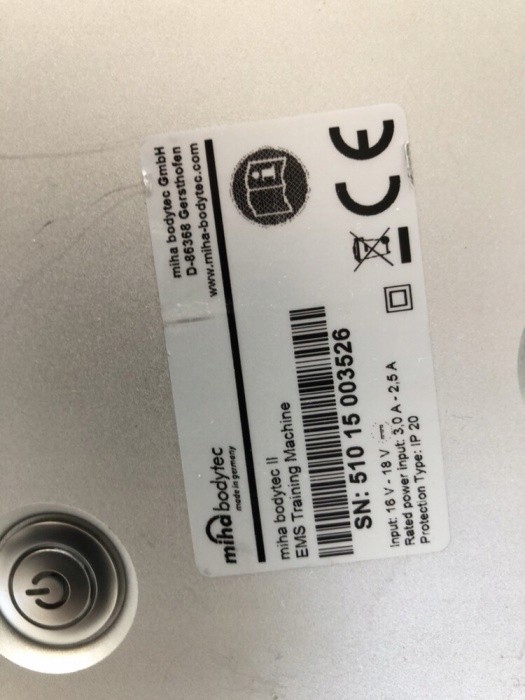 miha bodytec
made in germany
miha bodytec GmbH
D-86368 Gersthofen
www.miha-bodytec.com
miha bodytec II
EMS Training Machine
SN: 510 15 003526
Input: 16 V - 18 V
Rated power input: 3,0 A - 2,5 A
Protection Type: IP 20
CE